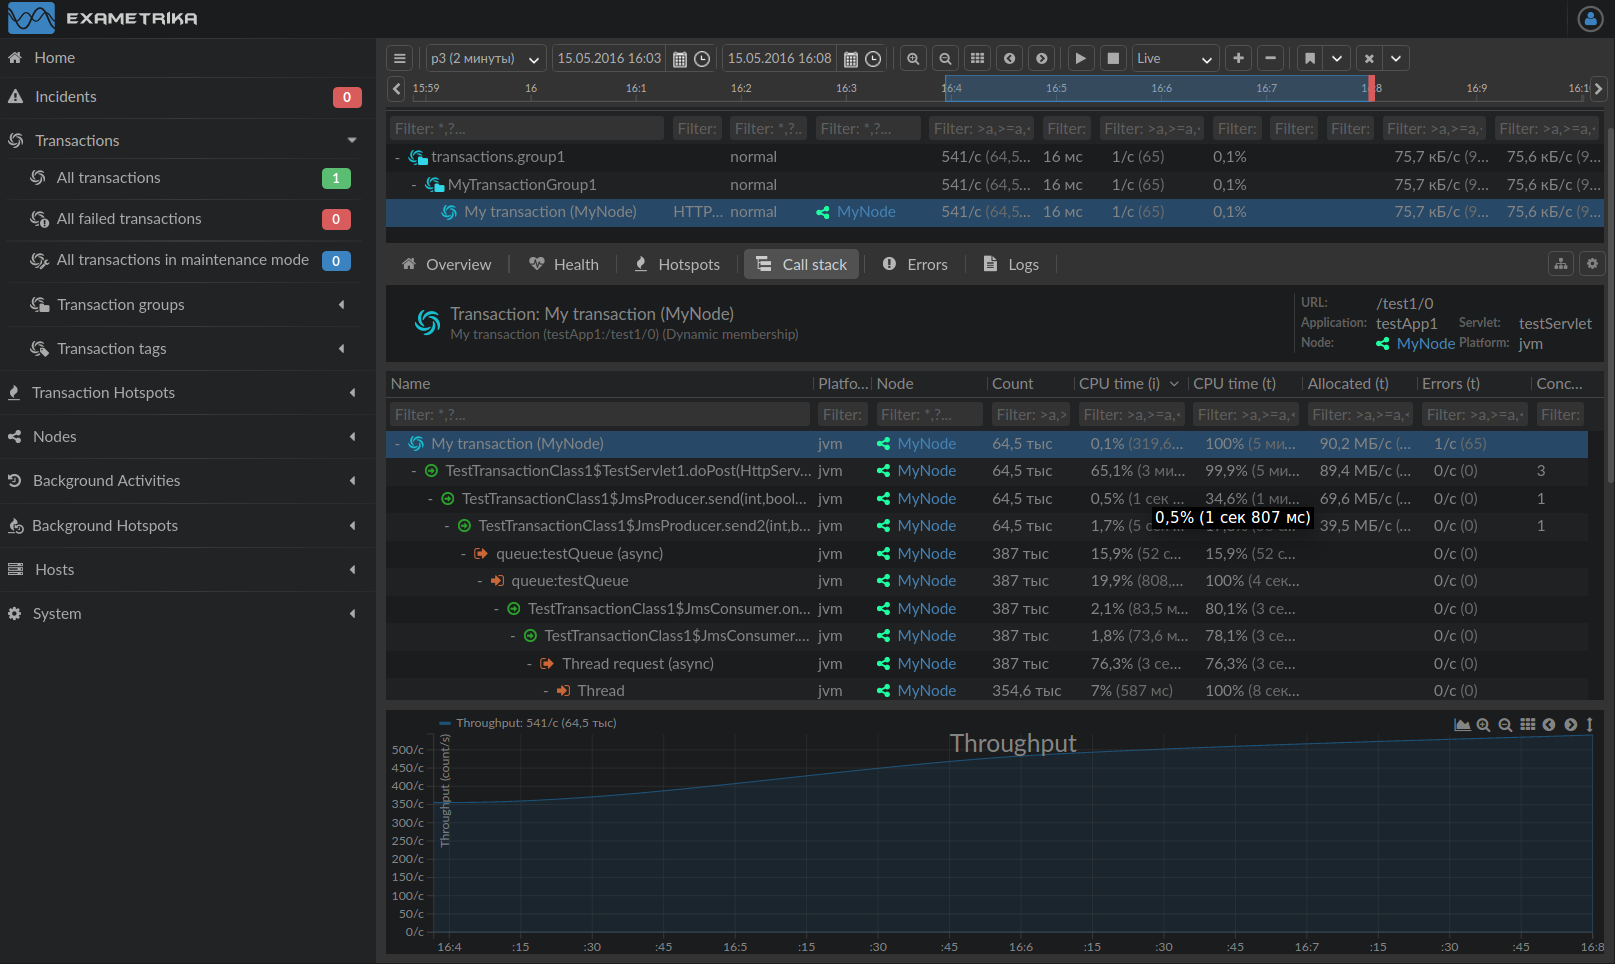 EXAMETRIKA
Home
Incidents 0
Transactions
All transactions 1
All failed transactions 0
All transactions in maintenance mode 0
Transaction groups
Transaction tags
Transaction Hotspots
Nodes
Background Activities
Background Hotspots
Hosts
System
p3 (2 минуты) 15.05.2016 16:03 15.05.2016 16:08 Live
15:59 16 16:1 16:2 16:3 16:4 16:5 16:6 16:7 16:9
Filter: *,?... Filter: Filter: *,?.. Filter: *,?... Filter: >a,>=a, Filter: Filter: >a,>=a, Filter: Filter: Filter: Filter: >a,>=a, Filter: >a,>=a,
- transactions.group1 normal 541/с (64,5... 16 мс 1/с (65) 0,1% 75,7 кБ/с (9... 75,6 кБ/с (9...
- MyTransactionGroup1 normal 541/с (64,5... 16 мс 1/с (65) 0,1% 75,7 кБ/с (9... 75,6 кБ/с (9...
My transaction (MyNode) HTTP... normal MyNode 541/с (64,5... 16 мс 1/с (65) 0,1% 75,7 кБ/с (9... 75,6 кБ/с (9...
Overview Health Hotspots Call stack Errors Logs
Transaction: My transaction (MyNode)
My transaction (testApp1:/test1/0) (Dynamic membership)
URL: /test1/0
Application: testApp1 Servlet: testServlet
Node: MyNode Platform: jvm
Name Platfo... Node Count CPU time (i) CPU time (t) Allocated (t) Errors (t) Conc...
Filter: *,?... Filter: Filter: *,?... Filter: >a,> Filter: >a,>=a, Filter: >a,>=a, Filter: >a,>=a, Filter: >a,>=a, Filter:
- My transaction (MyNode) jvm MyNode 64,5 тыс 0,1% (319,6... 100% (5 ми... 90,2 МБ/с (... 1/с (65)
- TestTransactionClass1$TestServlet1.doPost(HttpServ... jvm MyNode 64,5 тыс 65,1% (3 ми... 99,9% (5 ми... 89,4 МБ/с (... 0/с (0) 3
- TestTransactionClass1$JmsProducer.send(int,bool... jvm MyNode 64,5 тыс 0,5% (1 сек ... 34,6% (1 ми... 69,6 МБ/с (... 0/с (0) 1
0,5% (1 сек 807 мс)
- TestTransactionClass1$JmsProducer.send2(int,b... jvm MyNode 64,5 тыс 1,7% (5 39,5 МБ/с (... 0/с (0) 1
- queue:testQueue (async) jvm MyNode 387 тыс 15,9% (52 с... 15,9% (52 с... 0/с (0)
- queue:testQueue jvm MyNode 387 тыс 19,9% (808,... 100% (4 сек... 0/с (0)
- TestTransactionClass1$JmsConsumer.on... jvm MyNode 387 тыс 2,1% (83,5 м... 80,1% (3 се... 0/с (0)
- TestTransactionClass1$JmsConsumer.... jvm MyNode 387 тыс 1,8% (73,6 м... 78,1% (3 се... 0/с (0)
- Thread request (async) jvm MyNode 387 тыс 76,3% (3 се... 76,3% (3 се... 0/с (0)
- Thread jvm MyNode 354,6 тыс 7% (587 мс) 100% (8 сек... 0/с (0)
Throughput: 541/с (64,5 тыс)
Throughput
Throughput (count/s)
500/с
450/с
400/с
350/с
300/с
250/с
200/с
150/с
100/с
50/с
0/с
16:4 :15 :30 :45 16:5 :15 :30 :45 16:6 :15 :30 :45 16:7 :15 :30 :45 16:8